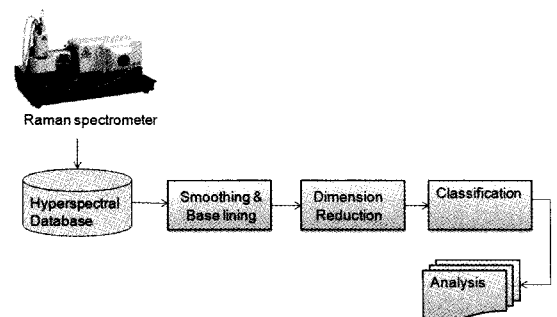 Raman spectrometer
Hyperspectral
Database
Smoothing &
Base lining
Dimension
Reduction
Classification
Analysis